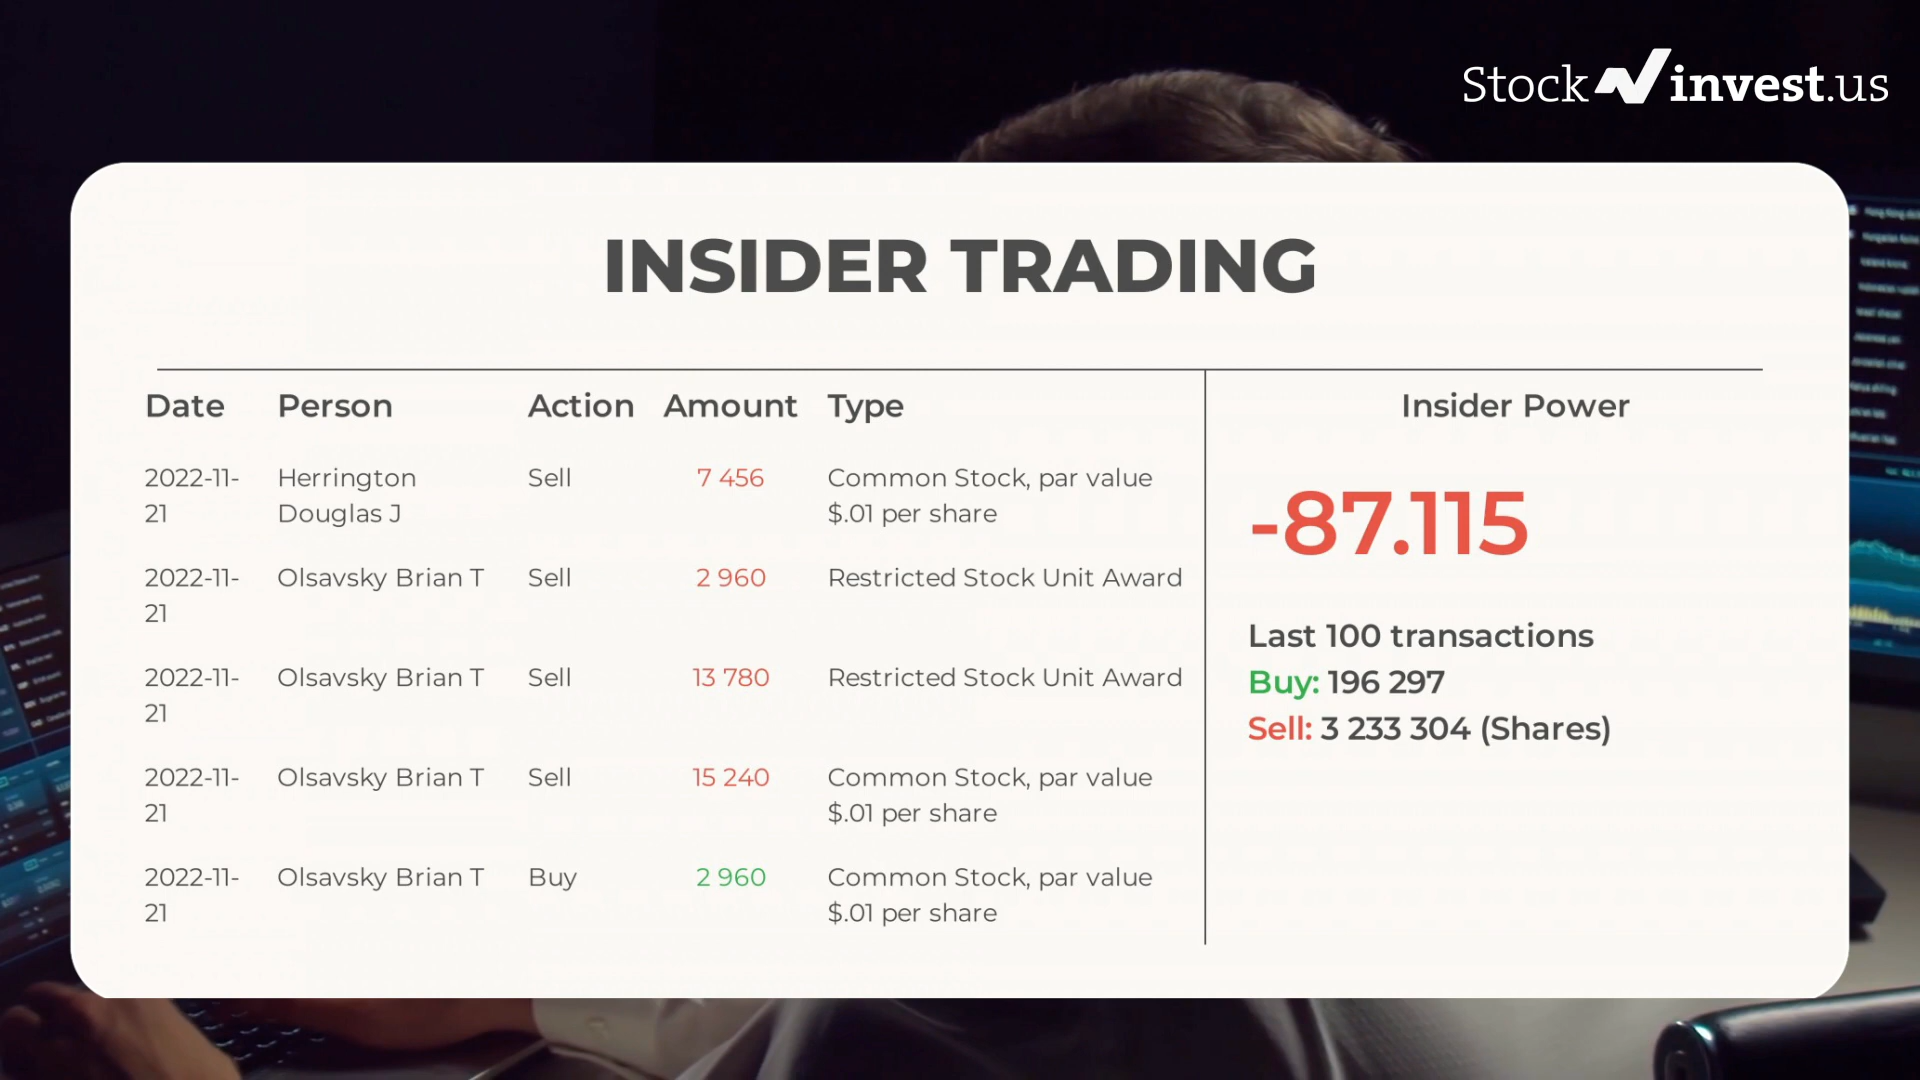 Stock invest.us
INSIDER TRADING
Date Person Action Amount Type
2022-11- Herrington Sell 7 456 Common Stock, par value
21 Douglas J $.01 per share
2022-11- Olsavsky Brian T Sell 2 960 Restricted Stock Unit Award
21
2022-11- Olsavsky Brian T Sell 13 780 Restricted Stock Unit Award
21
2022-11- Olsavsky Brian T Sell 15 240 Common Stock, par value
21 $.01 per share
2022-11- Olsavsky Brian T Buy 2 960 Common Stock, par value
21 $.01 per share
Insider Power
-87.115
Last 100 transactions
Buy: 196 297
Sell: 3 233 304 (Shares)